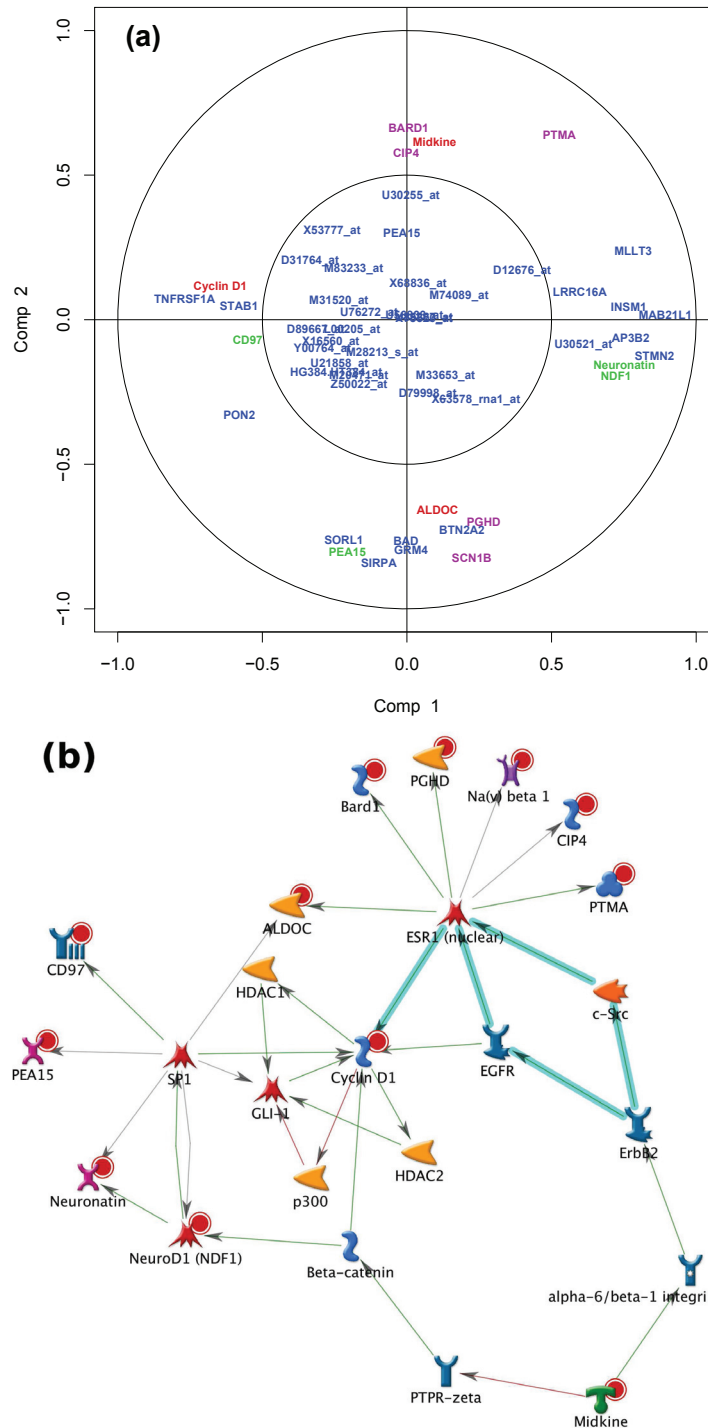 (a)
1.0
0.5
0.0
−0.5
−1.0
Comp 2
BARD1
Midkine
CIP4
PTMA
U30255_at
X53777_at
PEA15
MLLT3
D31764_at
M83233_at
D12676_at
X68836_at
Cyclin D1
LRRC16A
TNFRSF1A
STAB1
M31520_at
M74089_at
INSM1
U76272_at
MAB21L1
D89667_at
L00205_at
CD97
X16560_at
U30521_at
AP3B2
Y00764_at
M28213_s_at
STMN2
U21858_at
Neuronatin
M33653_at
NDF1
Z50022_at
D79998_at
X63578_rna1_at
PON2
ALDOC
PGHD
BTN2A2
SORL1
BAD
PEA15
GRM4
SIRPA
SCN1B
−1.0 −0.5 0.0 0.5 1.0
Comp 1
(b)
PGHD
Bard1
Na(v) beta 1
CIP4
PTMA
ALDOC
ESR1 (nuclear)
CD97
HDAC1
c-Src
PEA15
SP1
Cyclin D1
EGFR
GLI-1
ErbB2
Neuronatin
p300
HDAC2
NeuroD1 (NDF1)
Beta-catenin
alpha-6/beta-1 integri
PTPR-zeta
Midkine